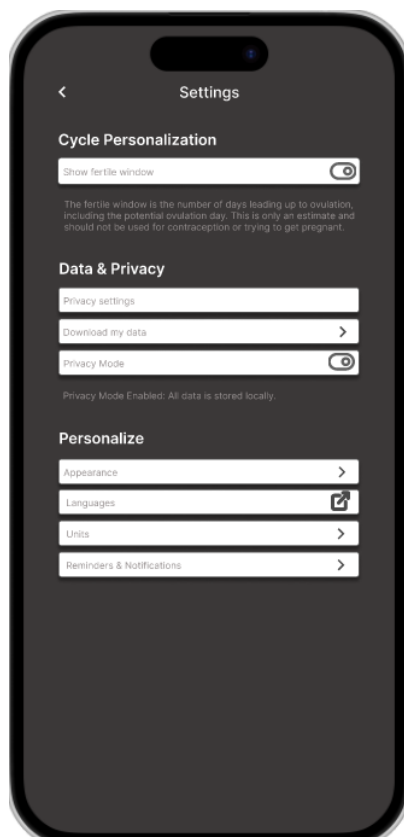 Settings
Cycle Personalization
Show fertile window
The fertile window is the number of days leading up to ovulation,
including the potential ovulation day. This is only an estimate and
should not be used for contraception or trying to get pregnant.
Data & Privacy
Privacy settings
Download my data
Privacy Mode
Privacy Mode Enabled: All data is stored locally.
Personalize
Appearance
Languages
Units
Reminders & Notifications